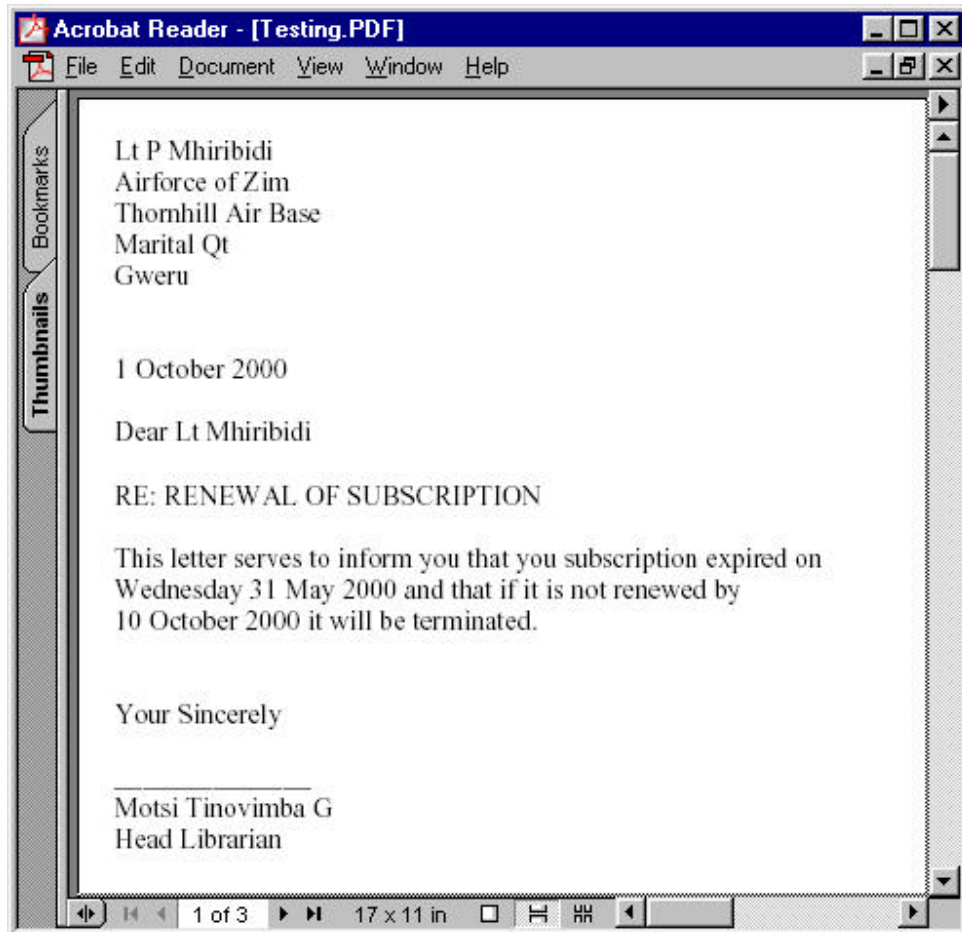 Acrobat Reader - [Testing.PDF]
File Edit Document View Window Help
Bookmarks
Thumbnails
Lt P Mhiribidi
Airforce of Zim
Thornhill Air Base
Marital Qt
Gweru
1 October 2000
Dear Lt Mhiribidi
RE: RENEWAL OF SUBSCRIPTION
This letter serves to inform you that you subscription expired on
Wednesday 31 May 2000 and that if it is not renewed by
10 October 2000 it will be terminated.
Your Sincerely
Motsi Tinovimba G
Head Librarian
1 of 3 17 x 11 in